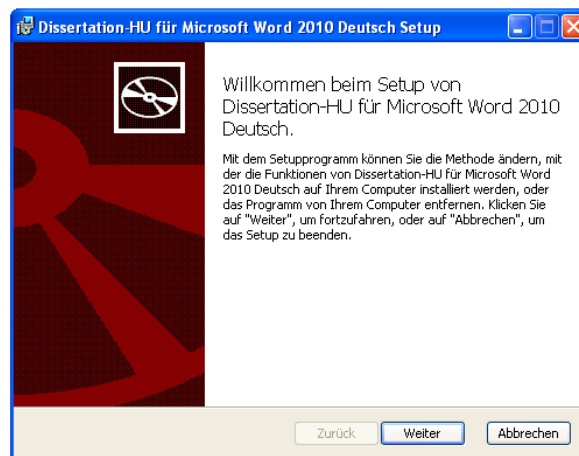 Dissertation-HU für Microsoft Word 2010 Deutsch Setup
Willkommen beim Setup von
Dissertation-HU für Microsoft Word 2010
Deutsch.
Mit dem Setupprogramm können Sie die Methode ändern, mit
der die Funktionen von Dissertation-HU für Microsoft Word
2010 Deutsch auf Ihrem Computer installiert werden, oder
das Programm von Ihrem Computer entfernen. Klicken Sie
auf "Weiter", um fortzufahren, oder auf "Abbrechen", um
das Setup zu beenden.
Zurück Weiter Abbrechen